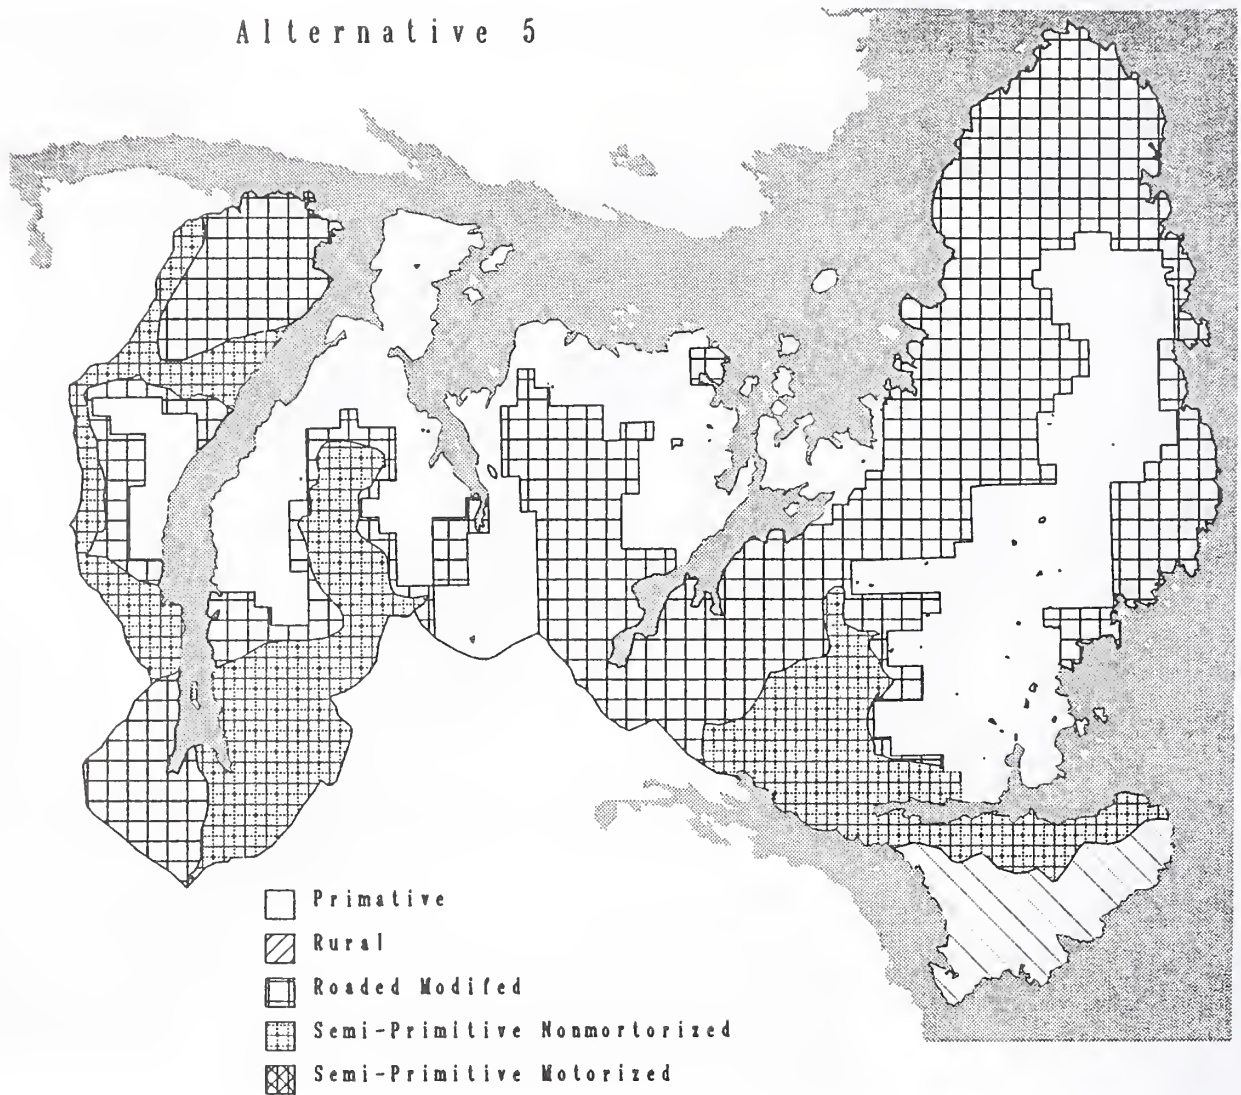 Alternative 5
Primative
Rural
Roaded Modifed
Semi-Primitive Nonmortorized
Semi-Primitive Motorized